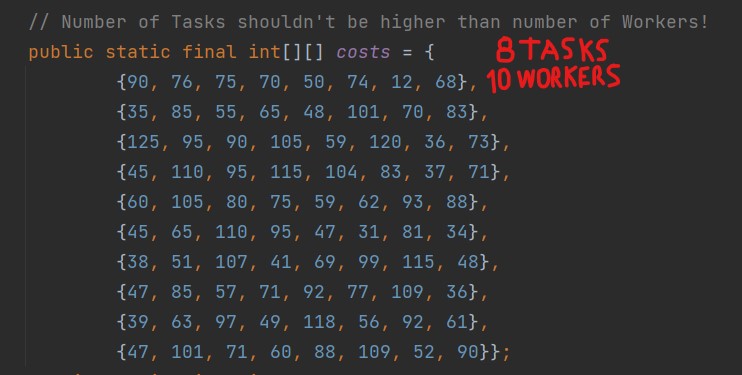 // Number of Tasks shouldn't be higher than number of Workers!
public static final int[][] costs = {
8 TASKS
{90, 76, 75, 70, 50, 74, 12, 68},
10 WORKERS
{35, 85, 55, 65, 48, 101, 70, 83},
{125, 95, 90, 105, 59, 120, 36, 73},
{45, 110, 95, 115, 104, 83, 37, 71},
{60, 105, 80, 75, 59, 62, 93, 88},
{45, 65, 110, 95, 47, 31, 81, 34},
{38, 51, 107, 41, 69, 99, 115, 48},
{47, 85, 57, 71, 92, 77, 109, 36},
{39, 63, 97, 49, 118, 56, 92, 61},
{47, 101, 71, 60, 88, 109, 52, 90}};